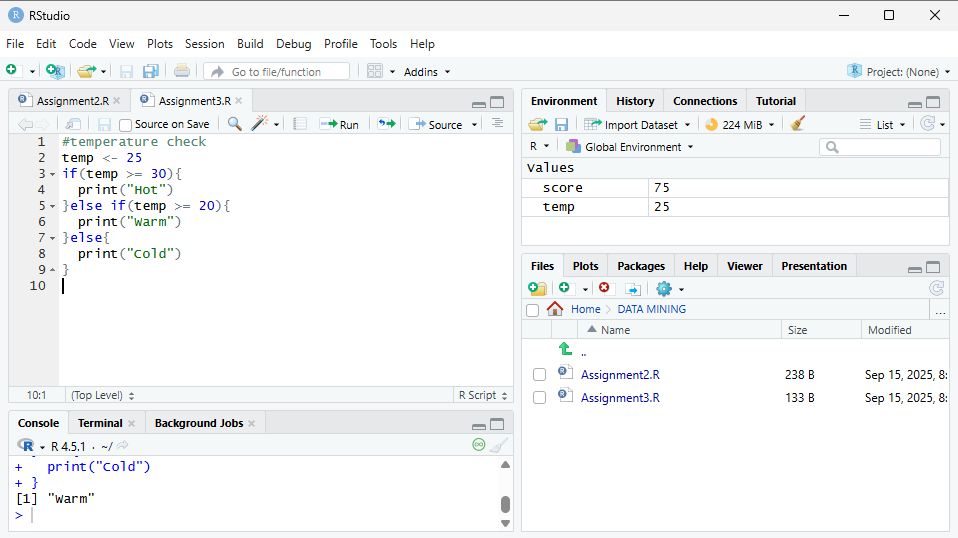 RStudio
File Edit Code View Plots Session Build Debug Profile Tools Help
Go to file/function Addins Project: (None)
Assignment2.R Assignment3.R
Source on Save Run Source
1 #temperature check
2 temp <- 25
3 if(temp >= 30){
4 print("Hot")
5 }else if(temp >= 20){
6 print("Warm")
7 }else{
8 print("Cold")
9 }
10
10:1 (Top Level) R Script
Console Terminal Background Jobs
R 4.5.1 · ~/
+ print("Cold")
+ }
[1] "Warm"
>
Environment History Connections Tutorial
Import Dataset 224 MiB List
R Global Environment
Values
score 75
temp 25
Files Plots Packages Help Viewer Presentation
Home DATA MINING ...
Name Size Modified
..
Assignment2.R 238 B Sep 15, 2025, 8:
Assignment3.R 133 B Sep 15, 2025, 8: